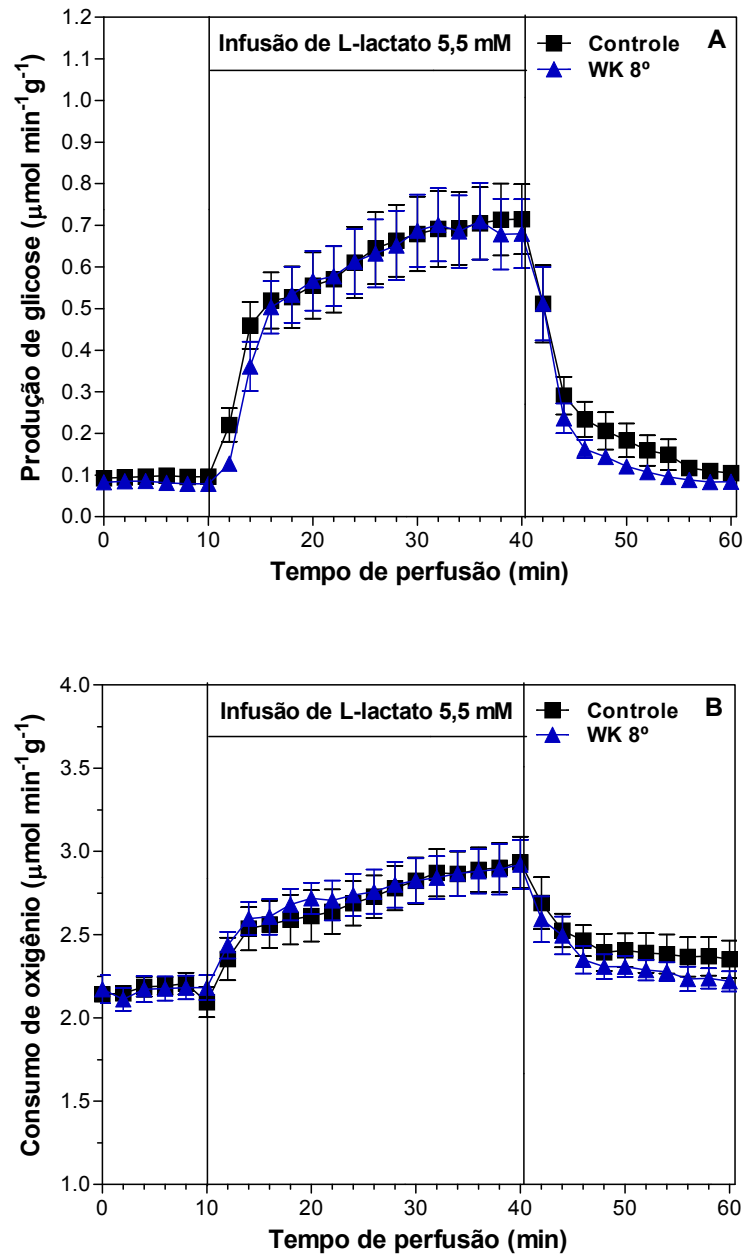 Infusão de L-lactato 5,5 mM
Controle
WK 8º
A
Produção de glicose (μmol min⁻¹g⁻¹)
1.2
1.1
1.0
0.9
0.8
0.7
0.6
0.5
0.4
0.3
0.2
0.1
0.0
0 10 20 30 40 50 60
Tempo de perfusão (min)
Infusão de L-lactato 5,5 mM
Controle
WK 8º
B
Consumo de oxigênio (μmol min⁻¹g⁻¹)
4.0
3.5
3.0
2.5
2.0
1.5
1.0
0 10 20 30 40 50 60
Tempo de perfusão (min)